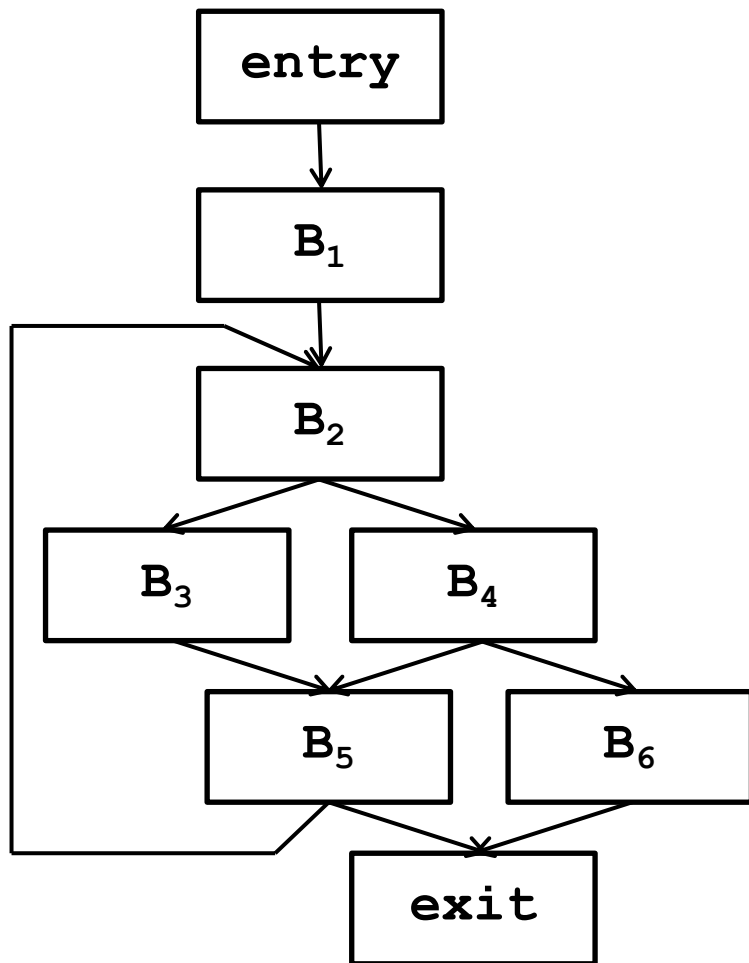 entry
B₁
B₂
B₃ B₄
B₅ B₆
exit